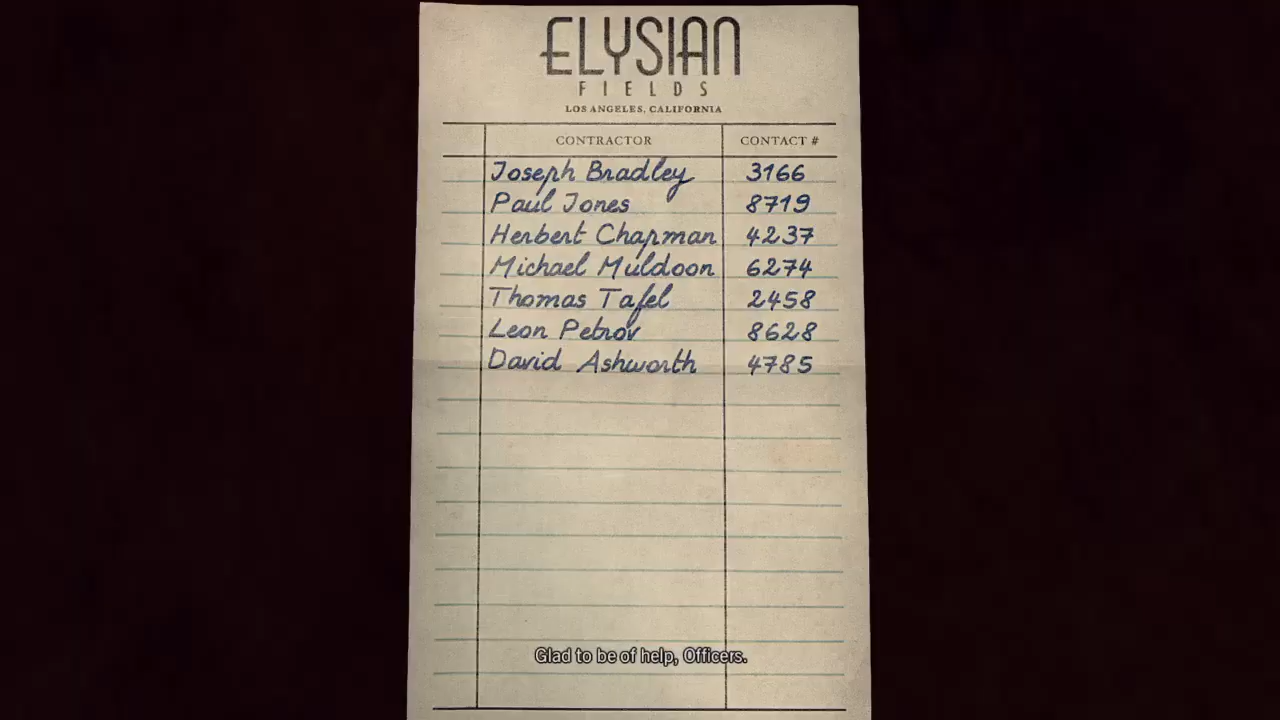 ELYSIAN
FIELDS
LOS ANGELES, CALIFORNIA
CONTRACTOR CONTACT #
Joseph Bradley 3166
Paul Jones 8719
Herbert Chapman 4237
Michael Muldoon 6274
Thomas Tafel 2458
Leon Petrov 8628
David Ashworth 4785
Glad to be of help, Officers.